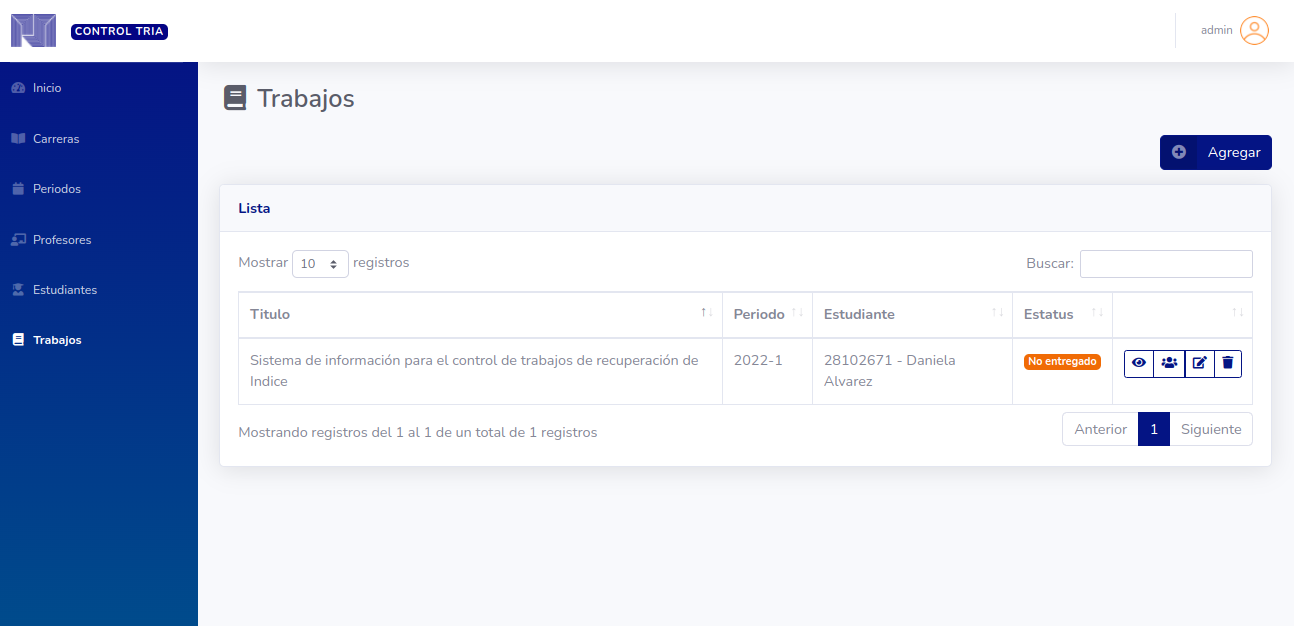 CONTROL TRIA
admin
Inicio
Carreras
Periodos
Profesores
Estudiantes
Trabajos
Trabajos
Agregar
Lista
Mostrar 10 registros
Buscar:
Titulo Periodo Estudiante Estatus
Sistema de información para el control de trabajos de recuperación de 2022-1 28102671 - Daniela No entregado
Indice Alvarez
Mostrando registros del 1 al 1 de un total de 1 registros
Anterior 1 Siguiente